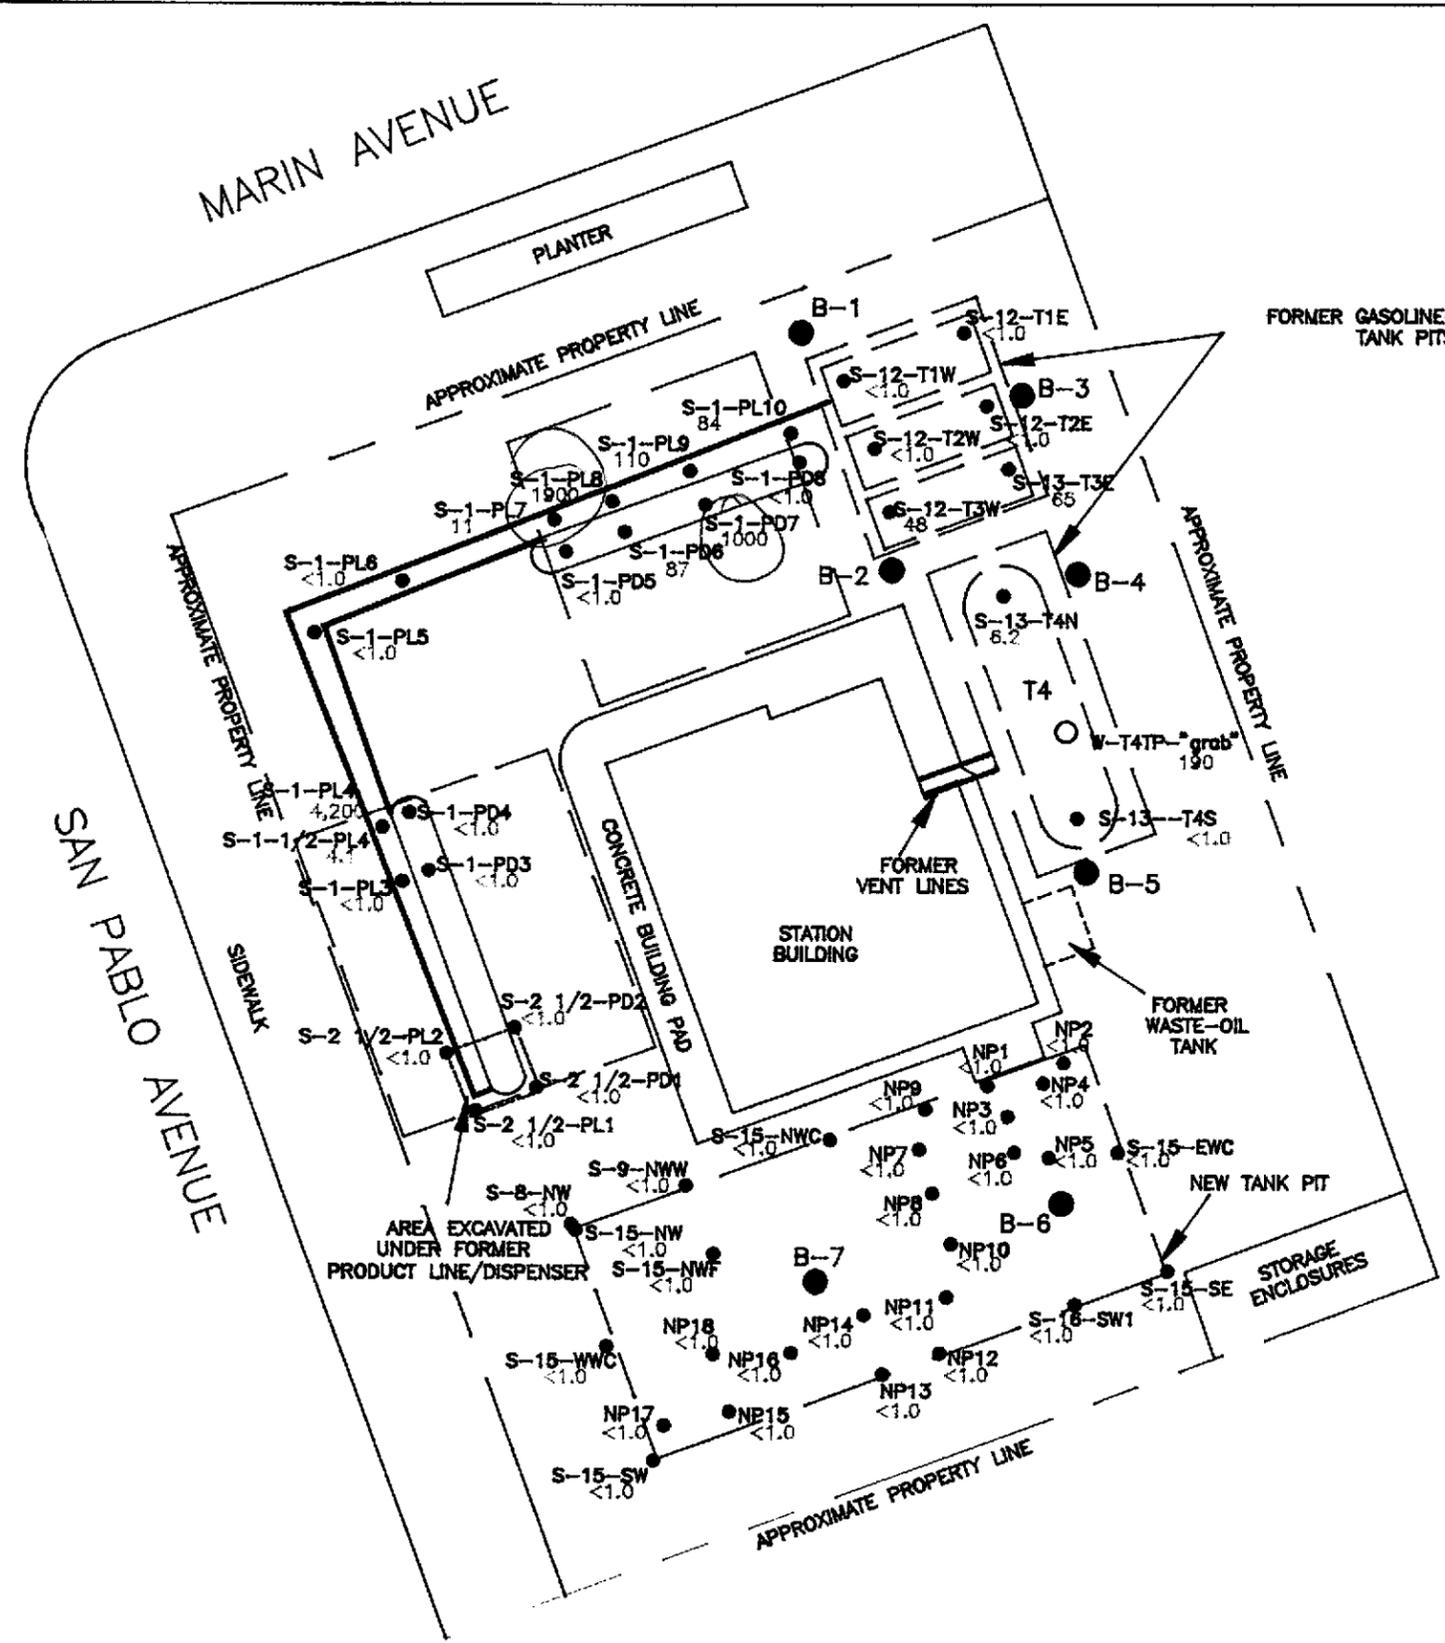 MARIN AVENUE
PLANTER
APPROXIMATE PROPERTY LINE
B-1
S-12-T1E
<1.0
FORMER GASOLINE
TANK PITS
S-12-T1W
<1.0
B-3
S-1-PL10
84
S-12-T2E
<1.0
S-12-T2W
<1.0
S-1-PL9
110
S-1-PL8
1900
S-1-PD8
<1.0
S-13-T3E
65
S-1-PL7
11
S-12-T3W
48
S-1-PD7
1000
S-1-PD6
87
S-1-PD5
<1.0
S-1-PL6
<1.0
B-2
B-4
APPROXIMATE PROPERTY LINE
APPROXIMATE PROPERTY LINE
S-13-T4N
6.2
S-1-PL5
<1.0
T4
W-T4TP-"grab"
190
S-1-PL4
4,200
S-1-PD4
<1.0
S-1-1/2-PL4
4.1
S-13--T4S
<1.0
S-1-PD3
<1.0
S-1-PL3
<1.0
FORMER
VENT LINES
B-5
CONCRETE BUILDING PAD
STATION
BUILDING
SAN PABLO AVENUE
SIDEWALK
FORMER
WASTE-OIL
TANK
S-2 1/2-PD2
<1.0
S-2 1/2-PL2
<1.0
NP2
<1.0
NP1
<1.0
S-2 1/2-PD1
<1.0
NP4
<1.0
NP9
<1.0
NP3
<1.0
S-2 1/2-PL1
<1.0
S-15-NWC
<1.0
NP7
<1.0
NP6
<1.0
NP5
<1.0
S-15-EWC
<1.0
S-9-NWW
<1.0
NEW TANK PIT
S-8-NW
<1.0
NP8
<1.0
B-6
AREA EXCAVATED
UNDER FORMER
PRODUCT LINE/DISPENSER
S-15-NW
<1.0
S-15-NWF
<1.0
B-7
NP10
<1.0
STORAGE
ENCLOSURES
S-15-SE
<1.0
NP11
<1.0
S-16-SW1
<1.0
NP18
<1.0
NP14
<1.0
S-15-WWC
<1.0
NP16
<1.0
NP12
<1.0
NP13
<1.0
NP17
<1.0
NP15
<1.0
S-15-SW
<1.0
APPROXIMATE PROPERTY LINE